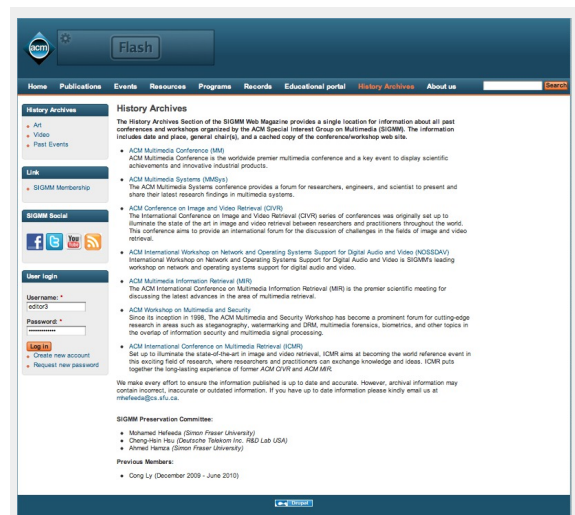 acm
Flash
Home Publications Events Resources Programs Records Educational portal History Archives About us Search
History Archives
Art
Video
Past Events
Link
SIGMM Membership
SIGMM Social
You Tube
User login
Username: *
editor3
Password: *
Log in
Create new account
Request new password
History Archives
The History Archives Section of the SIGMM Web Magazine provides a single location for information about all past
conferences and workshops organized by the ACM Special Interest Group on Multimedia (SIGMM). The information
includes date and place, general chair(s), and a cached copy of the conference/workshop web site.
ACM Multimedia Conference (MM)
ACM Multimedia Conference is the worldwide premier multimedia conference and a key event to display scientific
achievements and innovative industrial products.
ACM Multimedia Systems (MMSys)
The ACM Multimedia Systems conference provides a forum for researchers, engineers, and scientist to present and
share their latest research findings in multimedia systems.
ACM Conference on Image and Video Retrieval (CIVR)
The International Conference on Image and Video Retrieval (CIVR) series of conferences was originally set up to
illuminate the state of the art in image and video retrieval between researchers and practitioners throughout the world.
This conference aims to provide an international forum for the discussion of challenges in the fields of image and video
retrieval.
ACM International Workshop on Network and Operating Systems Support for Digital Audio and Video (NOSSDAV)
International Workshop on Network and Operating Systems Support for Digital Audio and Video is SIGMM's leading
workshop on network and operating systems support for digital audio and video.
ACM Multimedia Information Retrieval (MIR)
The ACM International Conference on Multimedia Information Retrieval (MIR) is the premier scientific meeting for
discussing the latest advances in the area of multimedia retrieval.
ACM Workshop on Multimedia and Security
Since its inception in 1998, The ACM Multimedia and Security Workshop has become a prominent forum for cutting-edge
research in areas such as steganography, watermarking and DRM, multimedia forensics, biometrics, and other topics in
the overlap of information security and multimedia signal processing.
ACM International Conference on Multimedia Retrieval (ICMR)
Set up to illuminate the state-of-the-art in image and video retrieval, ICMR aims at becoming the world reference event in
this exciting field of research, where researchers and practitioners can exchange knowledge and ideas. ICMR puts
together the long-lasting experience of former ACM CIVR and ACM MIR.
We make every effort to ensure the information published is up to date and accurate. However, archival information may
contain incorrect, inaccurate or outdated information. If you have up to date information please kindly email us at
mhefeeda@cs.sfu.ca.
SIGMM Preservation Committee:
Mohamed Hefeeda (Simon Fraser University)
Cheng-Hsin Hsu (Deutsche Telekom Inc. R&D Lab USA)
Ahmed Hamza (Simon Fraser University)
Previous Members:
Cong Ly (December 2009 - June 2010)
Drupal